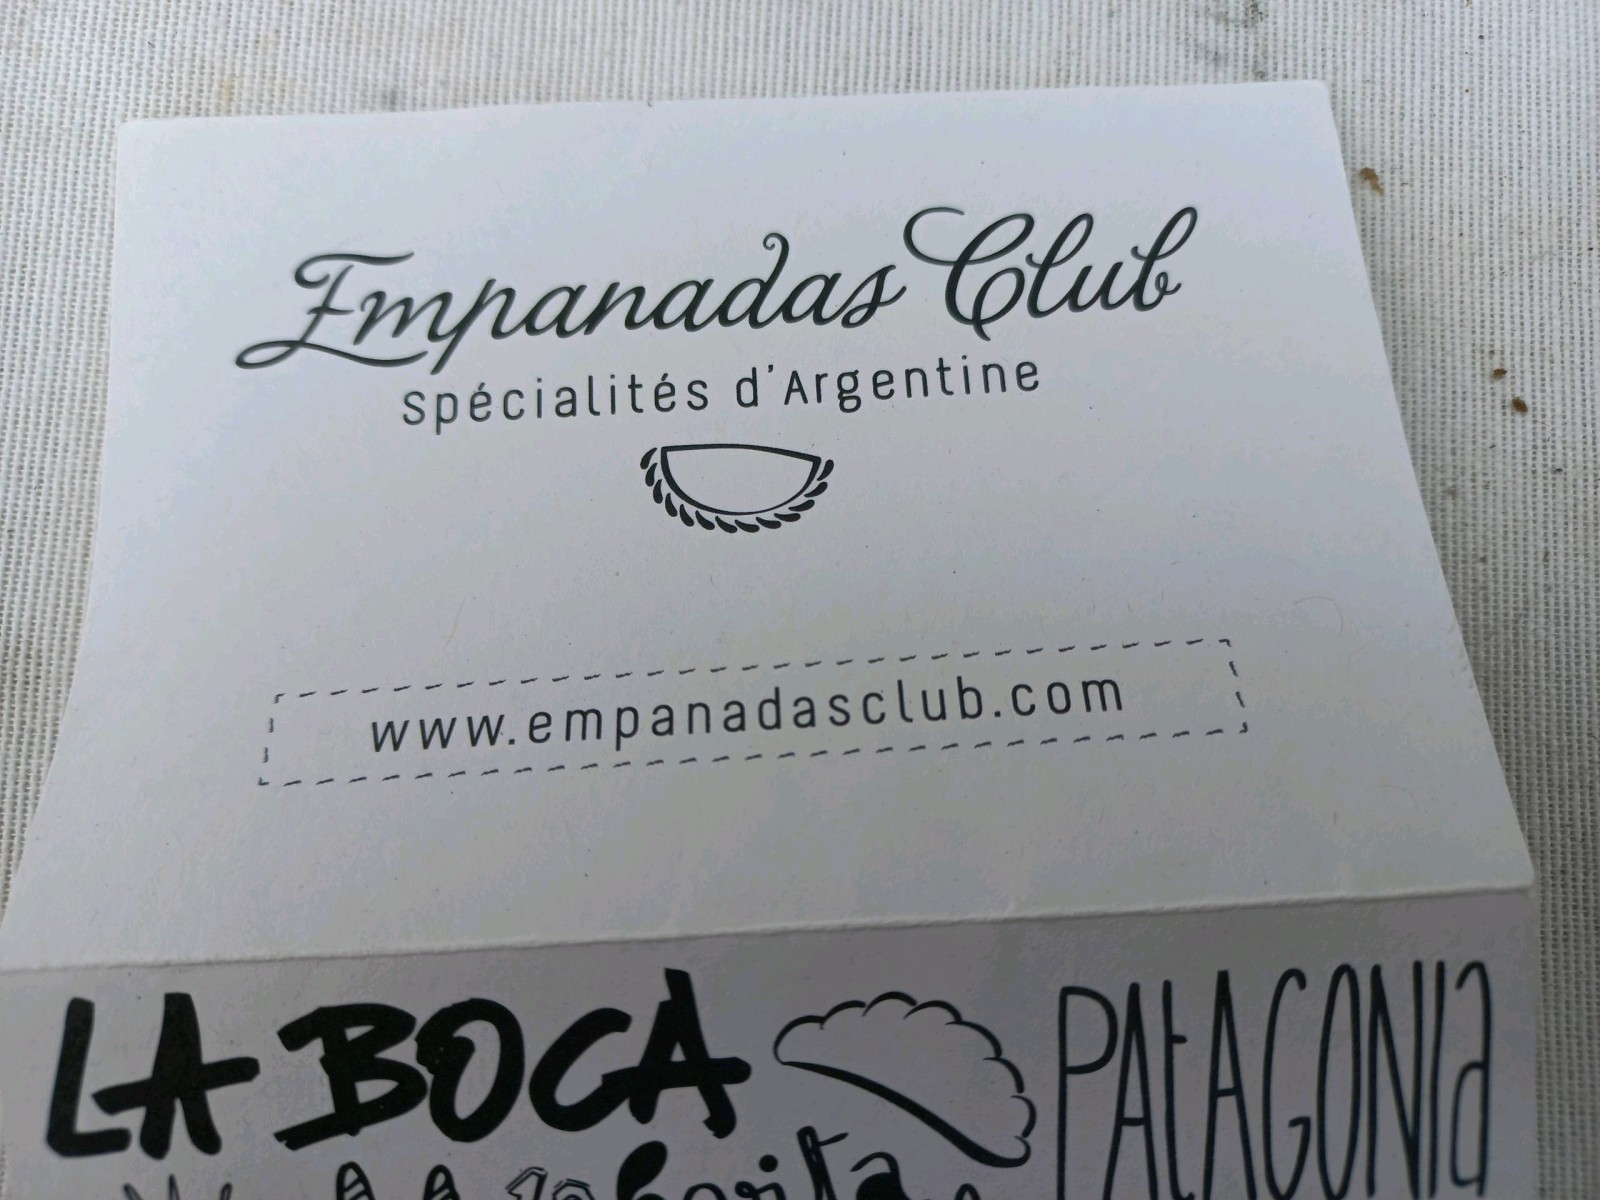 Empanadas Club
spécialités d'Argentine
www.empanadasclub.com
LA BOCA PAtAGONIa